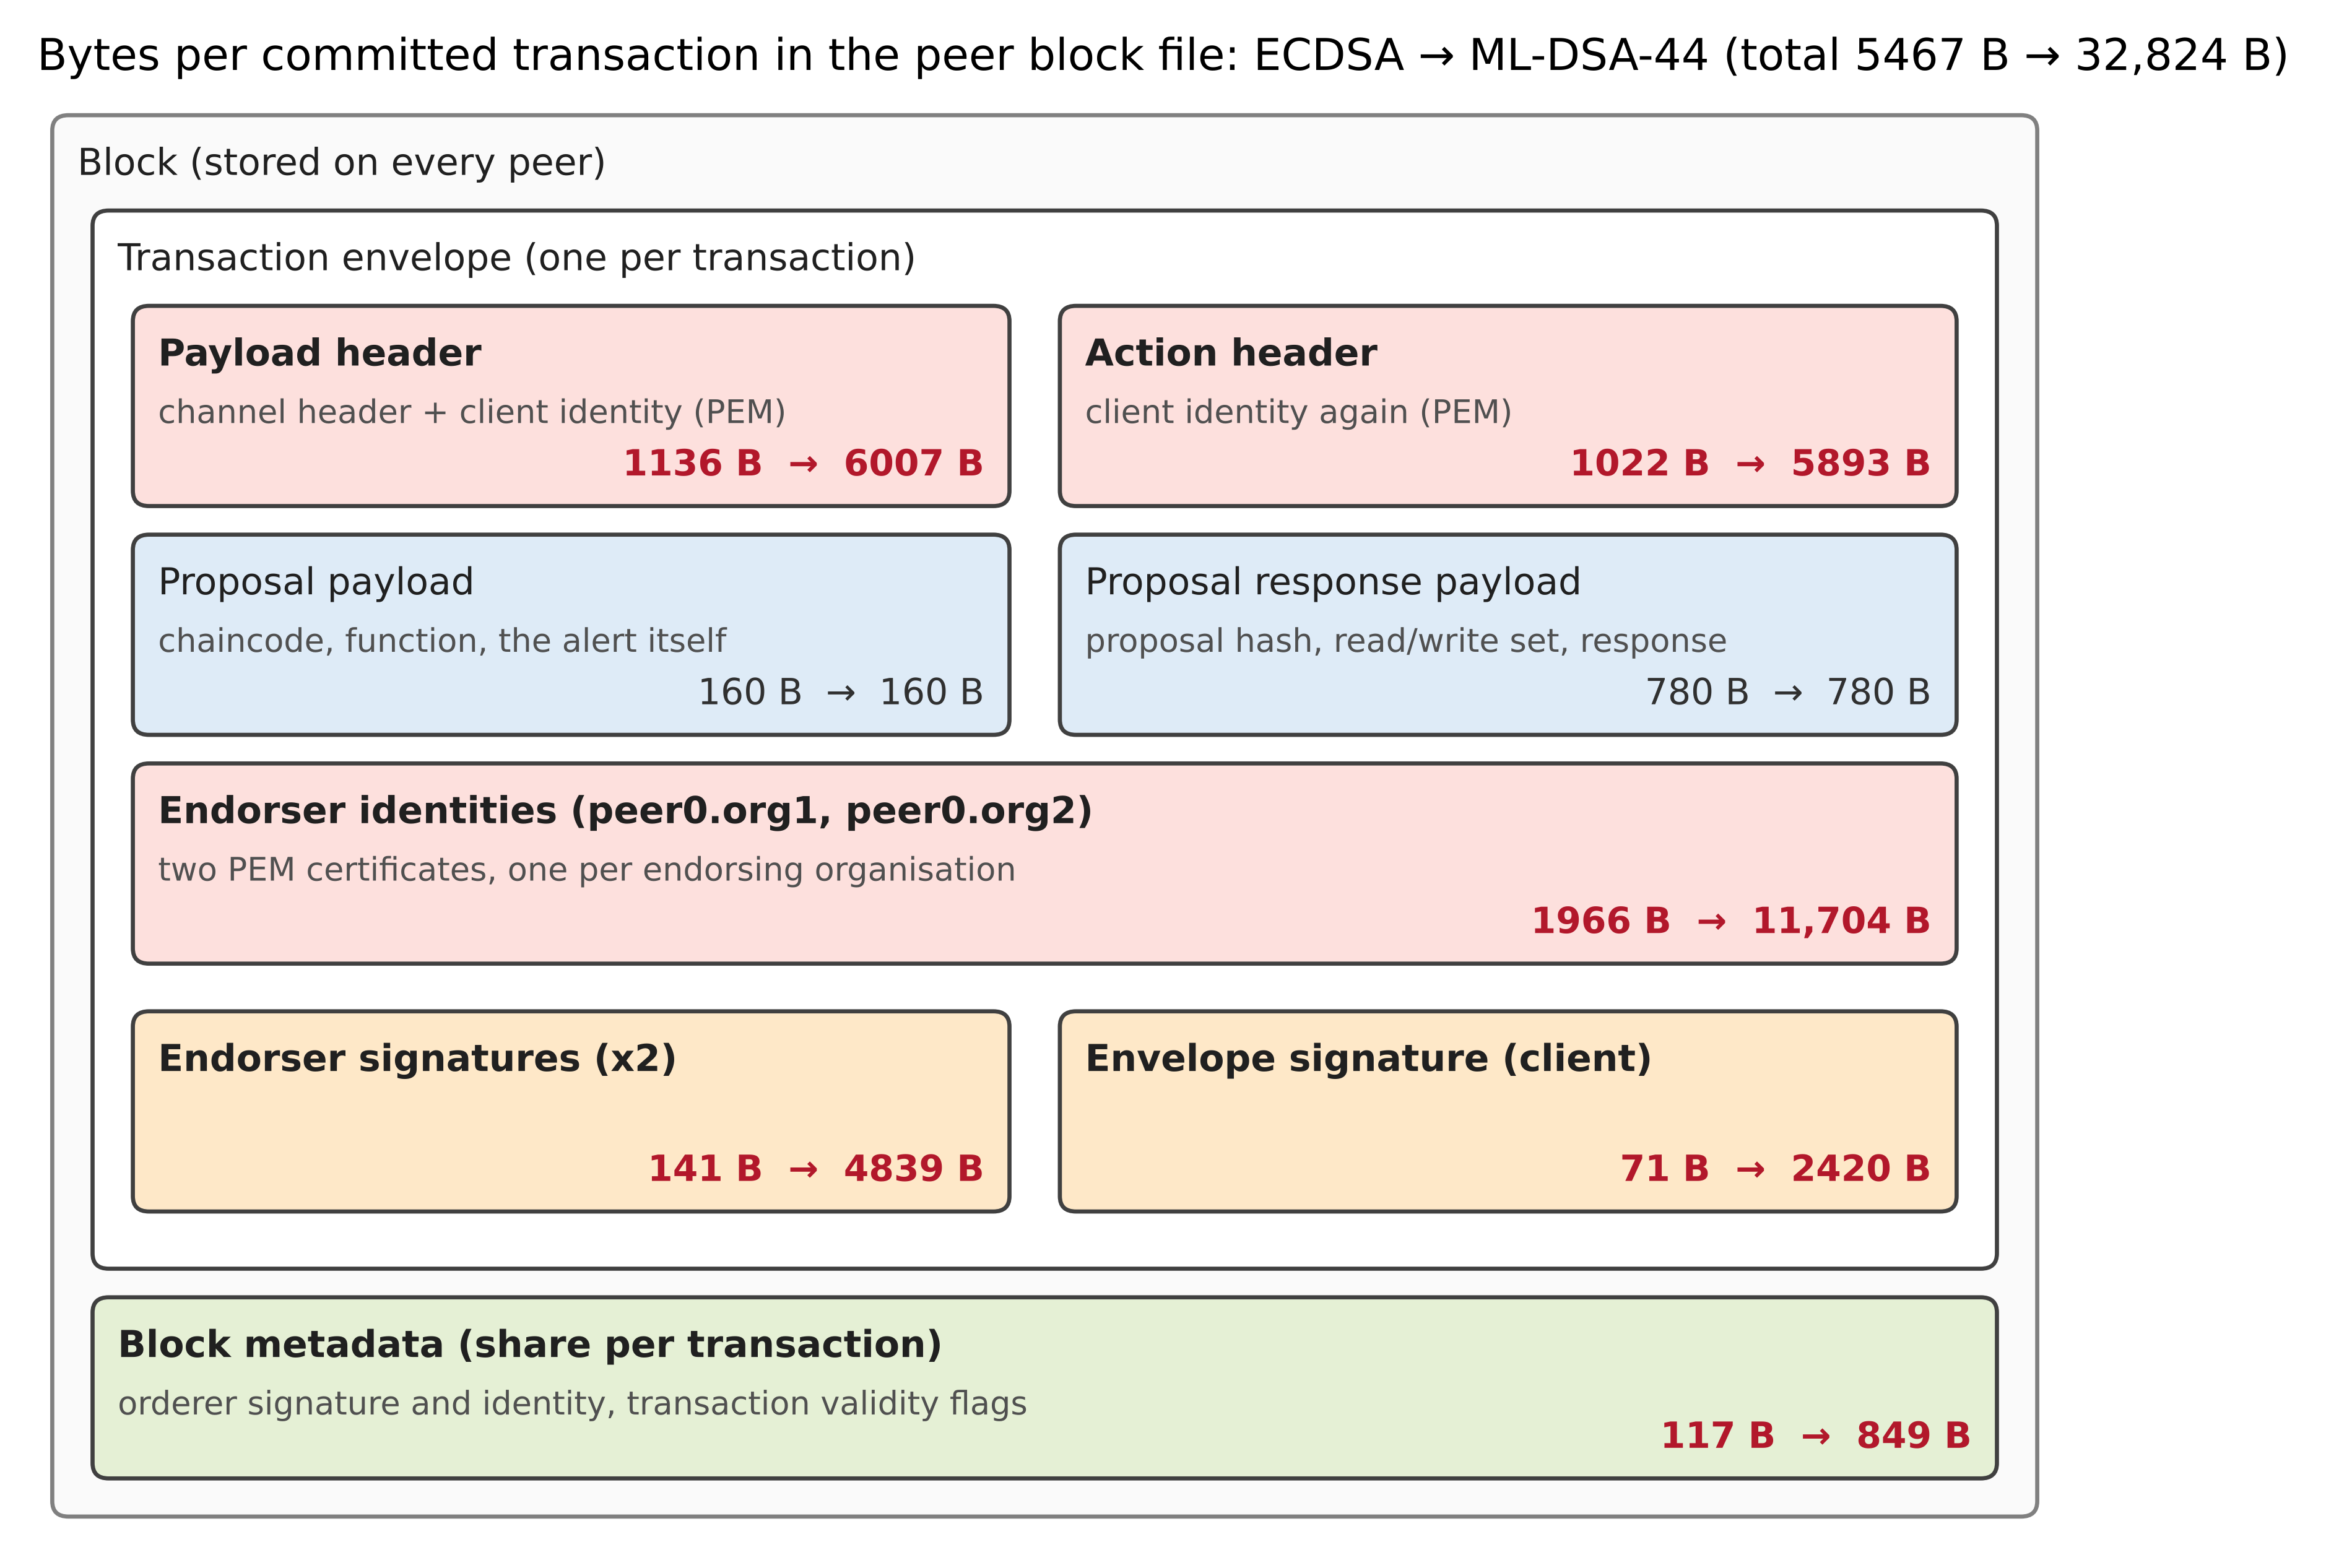 Bytes per committed transaction in the peer block file: ECDSA → ML-DSA-44 (total 5467 B → 32,824 B)
Block (stored on every peer)
Transaction envelope (one per transaction)
Payload header
channel header + client identity (PEM)
1136 B → 6007 B
Action header
client identity again (PEM)
1022 B → 5893 B
Proposal payload
chaincode, function, the alert itself
160 B → 160 B
Proposal response payload
proposal hash, read/write set, response
780 B → 780 B
Endorser identities (peer0.org1, peer0.org2)
two PEM certificates, one per endorsing organisation
1966 B → 11,704 B
Endorser signatures (x2)
141 B → 4839 B
Envelope signature (client)
71 B → 2420 B
Block metadata (share per transaction)
orderer signature and identity, transaction validity flags
117 B → 849 B